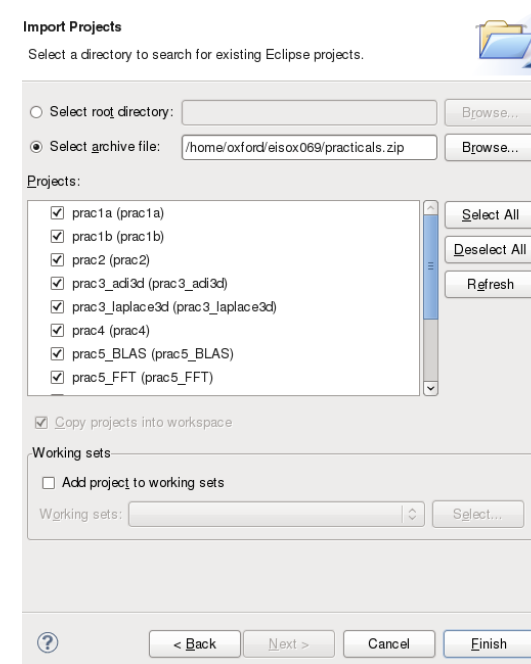 Import Projects
Select a directory to search for existing Eclipse projects.
Select root directory:
Browse...
Select archive file:
/home/oxford/eisox069/practicals.zip
Browse...
Projects:
prac1a (prac1a)
prac1b (prac1b)
prac2 (prac2)
prac3_adi3d (prac3_adi3d)
prac3_laplace3d (prac3_laplace3d)
prac4 (prac4)
prac5_BLAS (prac5_BLAS)
prac5_FFT (prac5_FFT)
Select All
Deselect All
Refresh
Copy projects into workspace
Working sets
Add project to working sets
Working sets:
Select...
?
< Back
Next >
Cancel
Finish